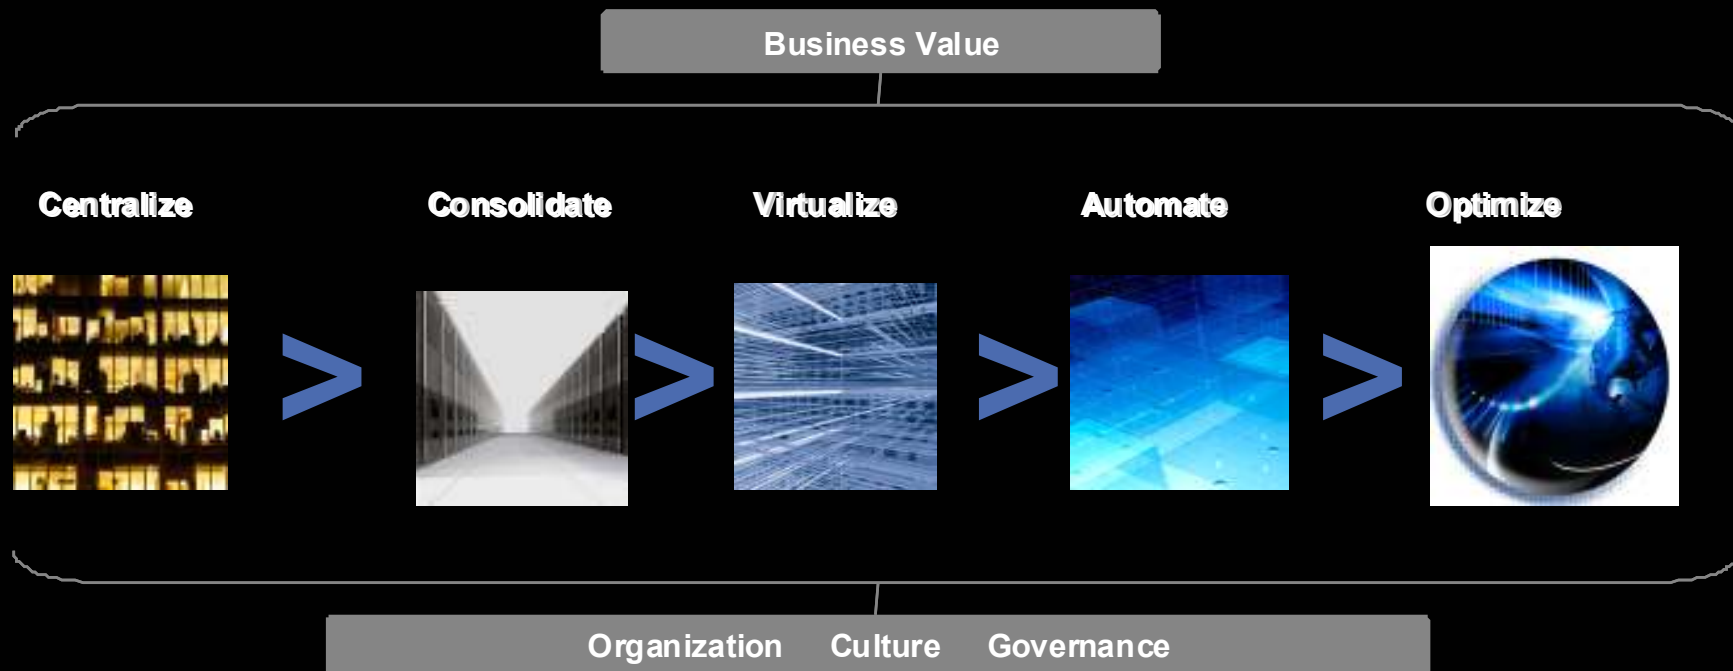 Business Value
Centralize Consolidate Virtualize Automate Optimize
> > > >
Organization Culture Governance